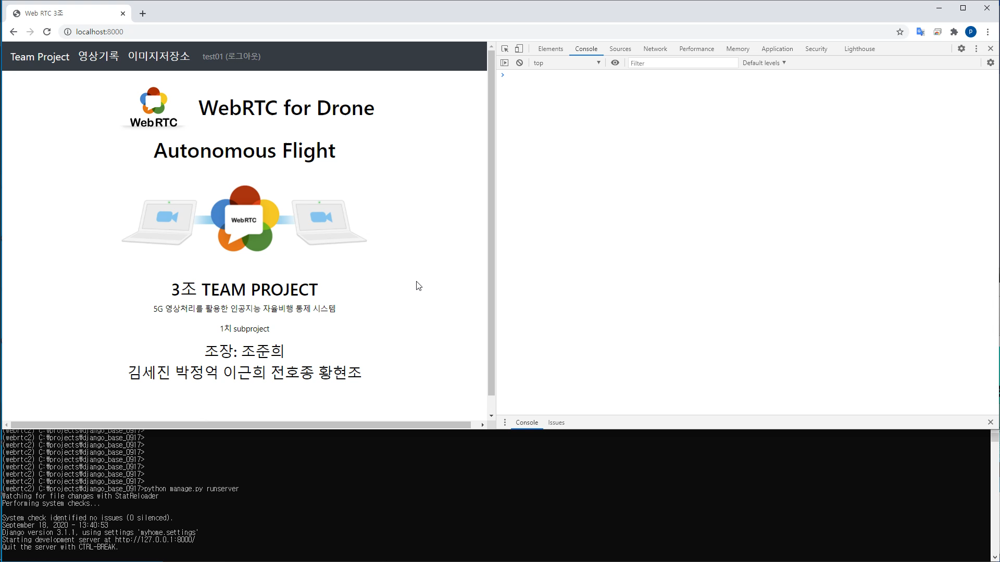 Web RTC 3조
localhost:8000
P
Team Project 영상기록 이미지저장소 test01 (로그아웃)
WebRTC
WebRTC for Drone
Autonomous Flight
WebRTC
3조 TEAM PROJECT
5G 영상처리를 활용한 인공지능 자율비행 통제 시스템
1치 subproject
조장: 조준희
김세진 박정억 이근희 전호종 황현조
Elements Console Sources Network Performance Memory Application Security Lighthouse
top Filter Default levels
Console Issues
(webrtc2) C:₩projects₩django_base_0917>
(webrtc2) C:₩projects₩django_base_0917>
(webrtc2) C:₩projects₩django_base_0917>
(webrtc2) C:₩projects₩django_base_0917>
(webrtc2) C:₩projects₩django_base_0917>
(webrtc2) C:₩projects₩django_base_0917>
(webrtc2) C:₩projects₩django_base_0917>
(webrtc2) C:₩projects₩django_base_0917>
(webrtc2) C:₩projects₩django_base_0917>python manage.py runserver
Watching for file changes with StatReloader
Performing system checks...
System check identified no issues (0 silenced).
September 18, 2020 - 13:40:53
Django version 3.1.1, using settings 'myhome.settings'
Starting development server at http://127.0.0.1:8000/
Quit the server with CTRL-BREAK.